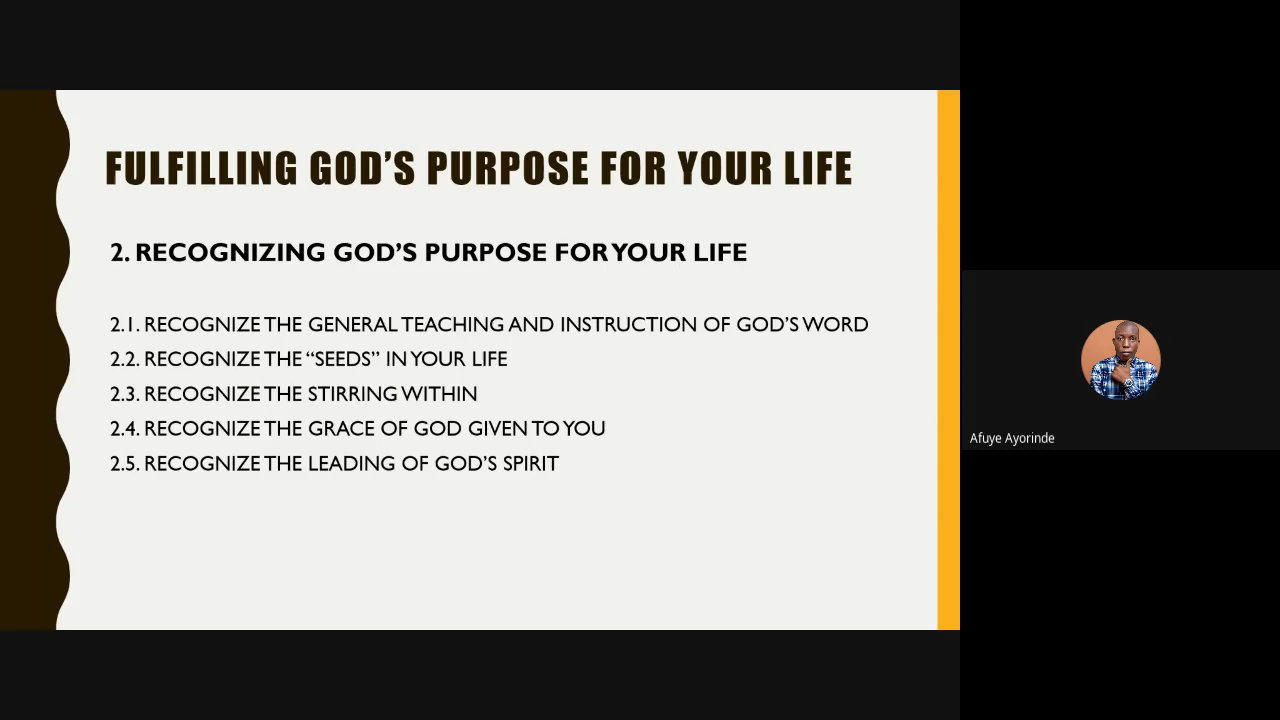 FULFILLING GOD’S PURPOSE FOR YOUR LIFE
2. RECOGNIZING GOD’S PURPOSE FOR YOUR LIFE
2.1. RECOGNIZE THE GENERAL TEACHING AND INSTRUCTION OF GOD’S WORD
2.2. RECOGNIZE THE “SEEDS” IN YOUR LIFE
2.3. RECOGNIZE THE STIRRING WITHIN
2.4. RECOGNIZE THE GRACE OF GOD GIVEN TO YOU
2.5. RECOGNIZE THE LEADING OF GOD’S SPIRIT
Afuye Ayorinde